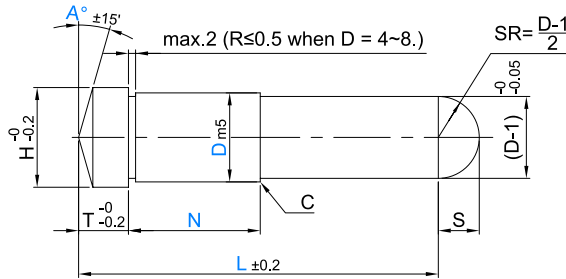 A° ±15'
max.2 (R≤0.5 when D = 4~8.)
SR= D-1
2
H -0
-0.2
D m5
(D-1) -0
-0.05
T -0
-0.2
N
C
S
L ±0.2